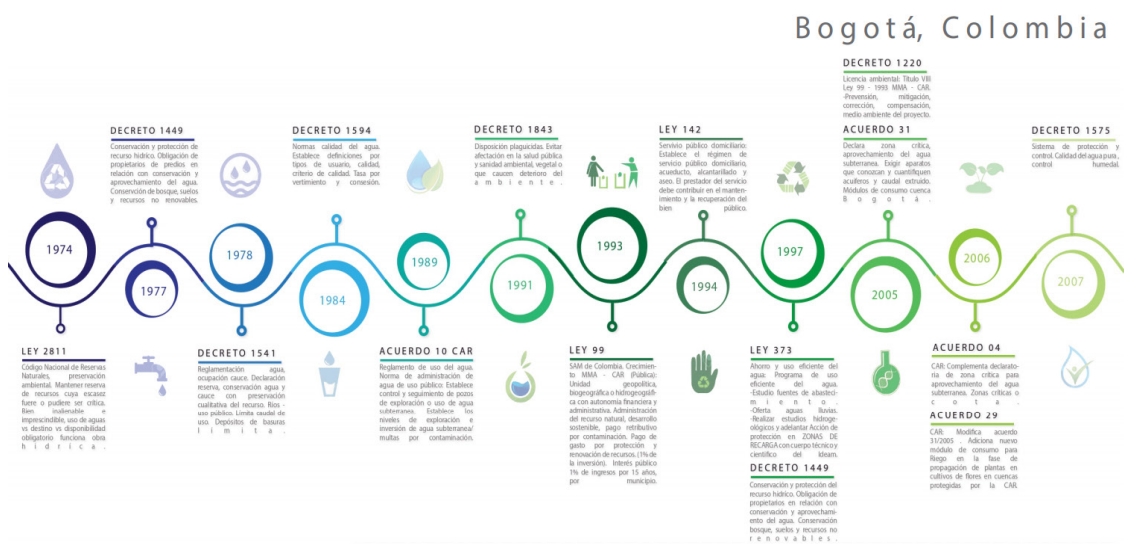 Bogotá, Colombia
DECRETO 1449
Conservación y protección de
recurso hídrico. Obligación de
propietarios de predios en
relación con conservación y
aprovechamiento del agua.
Conserveción de bosque, suelos
y recursos no renovables.
DECRETO 1594
Normas calidad del agua.
Establece definiciones por
tipos de usuario, calidad,
criterio de calidad. Tasa por
vertimiento y consesión.
DECRETO 1843
Disposición plaguicidas. Evitar
afectación en la salud pública
y sanidad ambiental, vegetal o
que caucen deterioro del
ambiente.
LEY 142
Servivio público domiciliario:
Establece el régimen de
servicio público domiciliario,
acueducto, alcantarillado y
aseo. El prestador del servicio
debe contribuir en el manten-
imiento y la recuperación del
bien público.
DECRETO 1220
Licencia ambiental: Título VIII
Ley 99 - 1993 MMA - CAR.
-Prevensión, mitigación,
corrección, compensación,
medio ambiente del proyecto.
ACUERDO 31
Declara zona crítica,
aprovechamiento del agua
subterranea. Exigir aparatos
que conozcan y cuantifiquen
acuiferos y caudal extruido.
Módulos de consumo cuenca
Bogotá.
DECRETO 1575
Sistema de protección y
control. Calidad del agua pura,
control humedal.
1974
1977
1978
1984
1989
1991
1993
1994
1997
2005
2006
2007
LEY 2811
Código Nacional de Reservas
Naturales, presenvación
ambiental. Mantener reserva
de recursos cuya escasez
fuere o pudiere ser crítica.
Bien inalienable e
imprescindible, uso de aguas
vs destino vs disponibilidad
obligatorio funciona obra
hídrica.
DECRETO 1541
Reglamentación agua,
ocupación cauce. Declaración
reserva, conservación agua y
cauce con preservación
cualitativa del recurso. Ríos -
uso público. Límita caudal de
uso. Depósitos de basuras
limita.
ACUERDO 10 CAR
Reglamento de uso del agua.
Norma de administración de
agua de uso público: Establece
control y seguimiento de pozos
de exploración o uso de agua
subterranea. Establece los
niveles de exploración e
inversión de agua subterranea/
multas por contaminación.
LEY 99
SAM de Colombia. Crecimien-
to MMA - CAR (Pública):
Unidad geopolítica,
biogeografica o hidrogeográfi-
ca con autonomia financiera y
administrativa. Administración
del recurso natural, desarrollo
sostenible, pago retributivo
por contaminación. Pago de
gasto por protección y
renovación de recursos. (1% de
la inversión). Interés público
1% de ingresos por 15 años,
por municipio.
LEY 373
Ahorro y uso eficiente del
agua: Programa de uso
eficiente del agua.
-Estudio fuentes de abasteci-
miento.
-Oferta aguas lluvias.
-Realizar estudios hidroge-
ológicos y adelantar Acción de
protección en ZONAS DE
RECARGA con cuerpo técnico y
científico del Ideam.
DECRETO 1449
Conservación y protección del
recurso hídrico. Obligación de
propietarios en relación con
conservación y aprovechami-
ento del agua. Conservación
bosque, suelos y recursos no
renovables.
ACUERDO 04
CAR: Complementa declarato-
ria de zona crítica para
aprovechamiento del agua
subterranea. Zonas críticas o
cota.
ACUERDO 29
CAR: Modifica acuerdo
31/2005 . Adiciona nuevo
módulo de consumo para
Riego en la fase de
propagación de plantas en
cultivos de flores en cuencas
protegidas por la CAR.